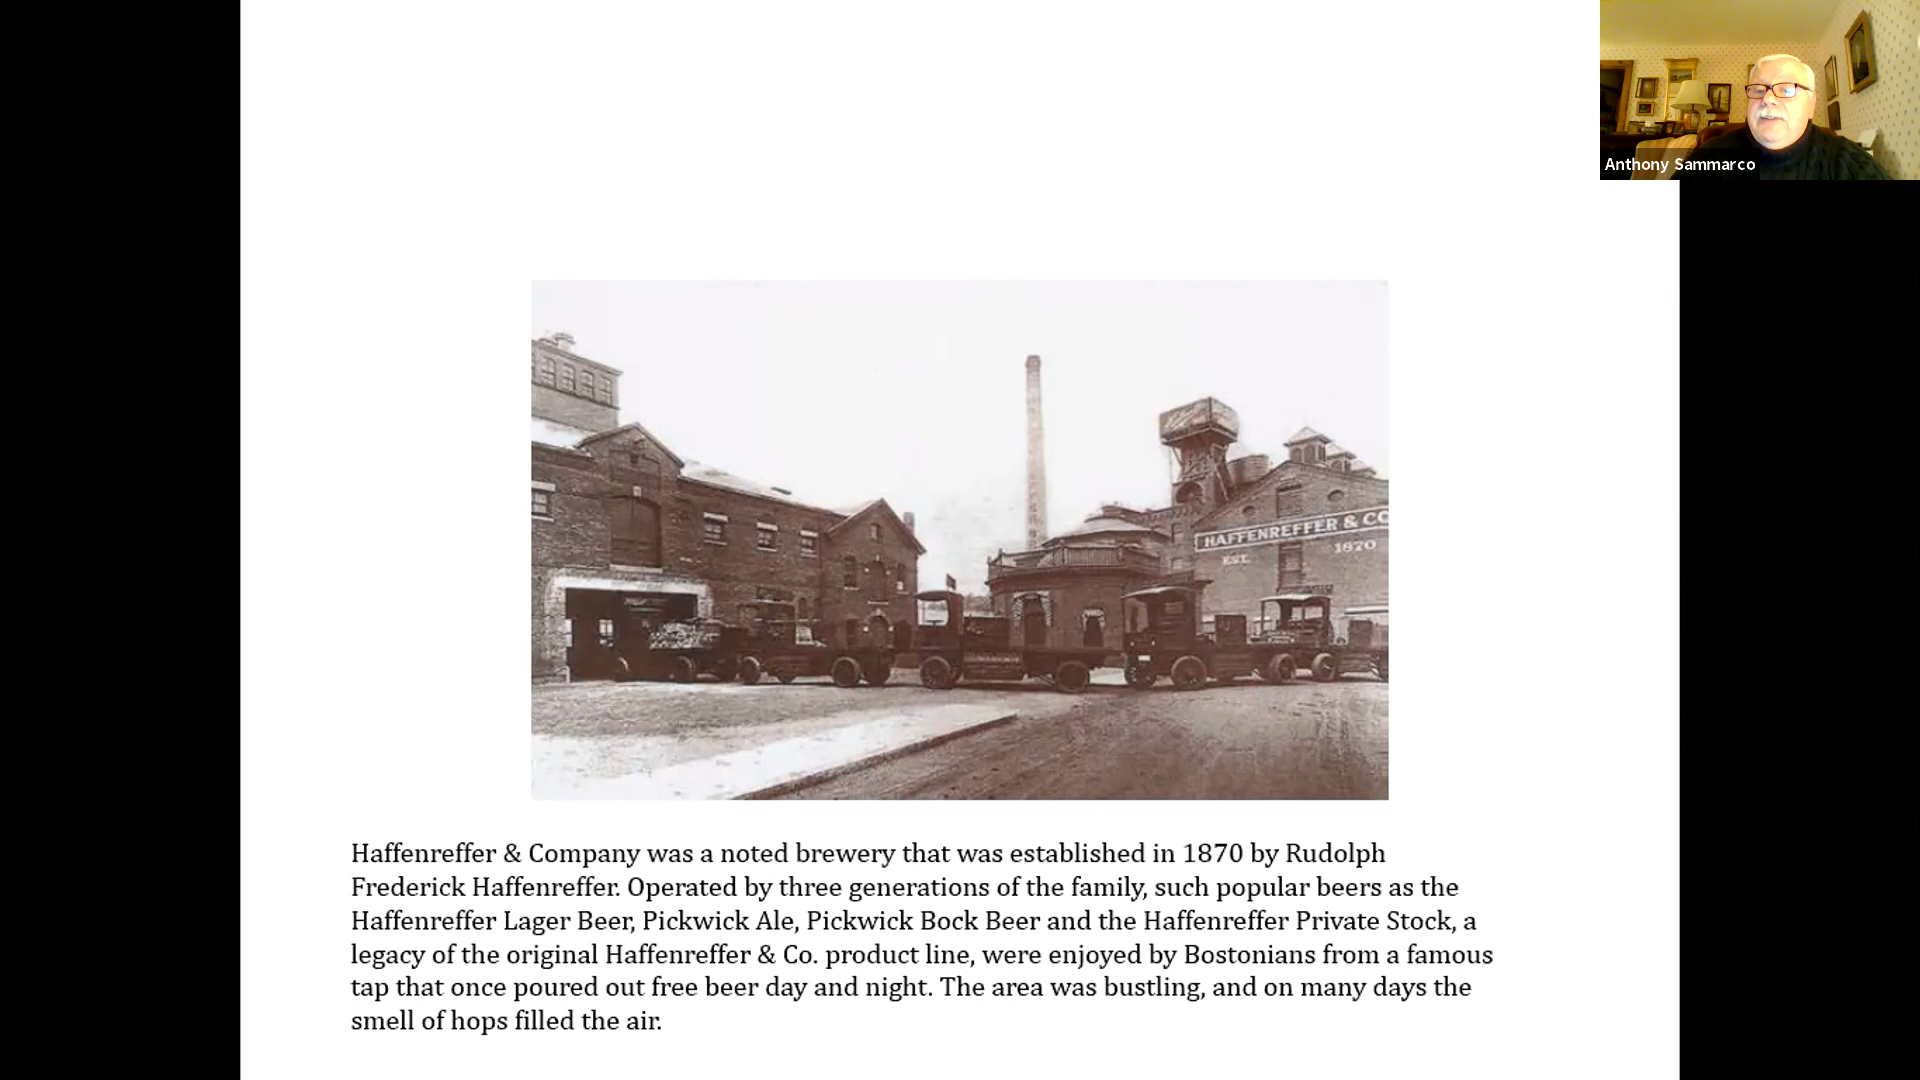 Anthony Sammarco
HAFFENREFFER & CO
EST. 1870
Haffenreffer & Company was a noted brewery that was established in 1870 by Rudolph
Frederick Haffenreffer. Operated by three generations of the family, such popular beers as the
Haffenreffer Lager Beer, Pickwick Ale, Pickwick Bock Beer and the Haffenreffer Private Stock, a
legacy of the original Haffenreffer & Co. product line, were enjoyed by Bostonians from a famous
tap that once poured out free beer day and night. The area was bustling, and on many days the
smell of hops filled the air.